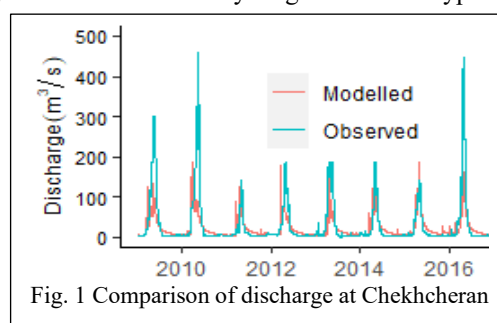 500
400
300
200
100
0
Discharge(m³/s)
Modelled
Observed
2010 2012 2014 2016
Fig. 1 Comparison of discharge at Chekhcheran